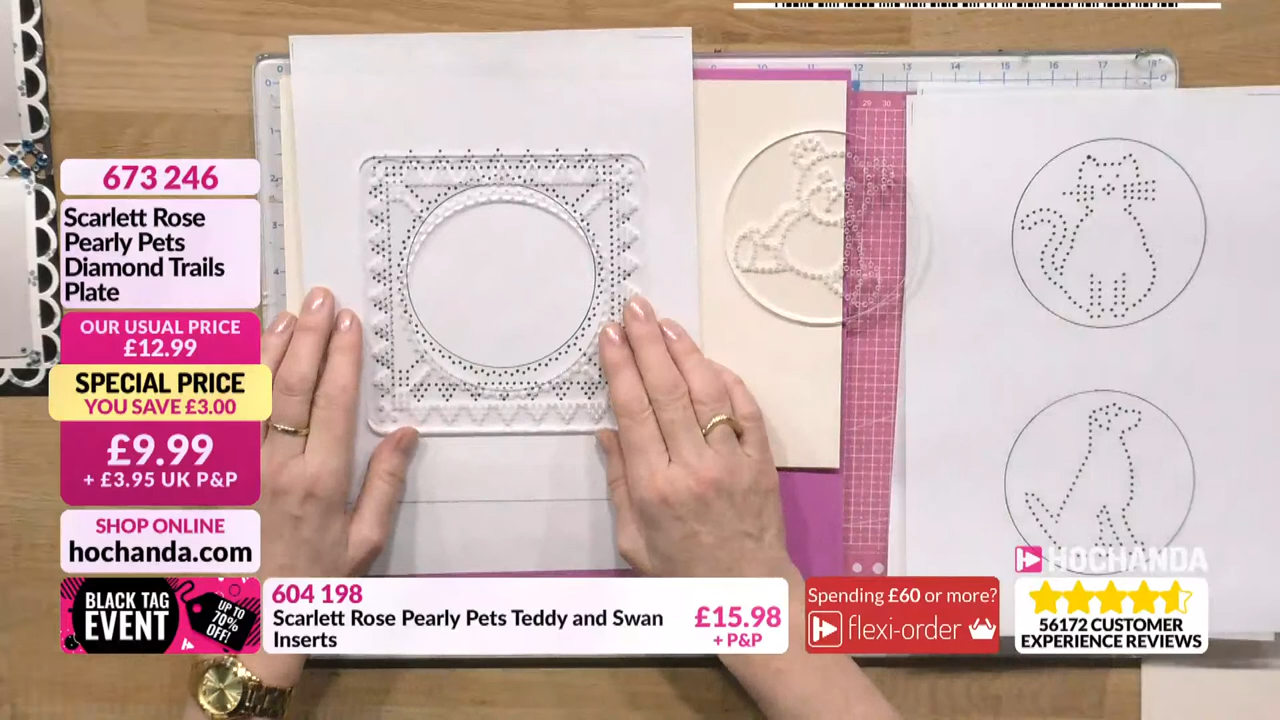 673 246
Scarlett Rose
Pearly Pets
Diamond Trails
Plate
OUR USUAL PRICE
£12.99
SPECIAL PRICE
YOU SAVE £3.00
£9.99
+ £3.95 UK P&P
SHOP ONLINE
hochanda.com
BLACK TAG
EVENT
UP TO
70%
OFF!
604 198
Scarlett Rose Pearly Pets Teddy and Swan
Inserts
£15.98
+ P&P
Spending £60 or more?
flexi-order
HOCHANDA
56172 CUSTOMER
EXPERIENCE REVIEWS